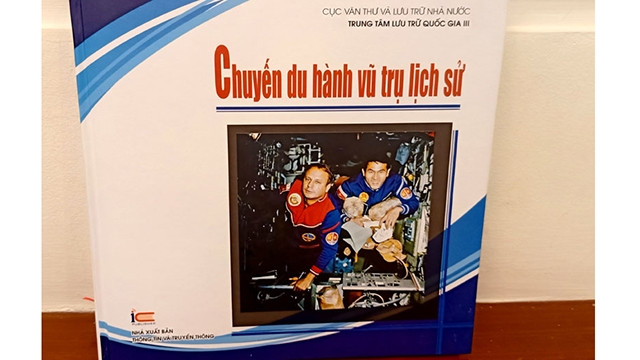 CỤC VĂN THƯ VÀ LƯU TRỮ NHÀ NƯỚC
TRUNG TÂM LƯU TRỮ QUỐC GIA III
Chuyến du hành vũ trụ lịch sử
NHÀ XUẤT BẢN
THÔNG TIN VÀ TRUYỀN THÔNG